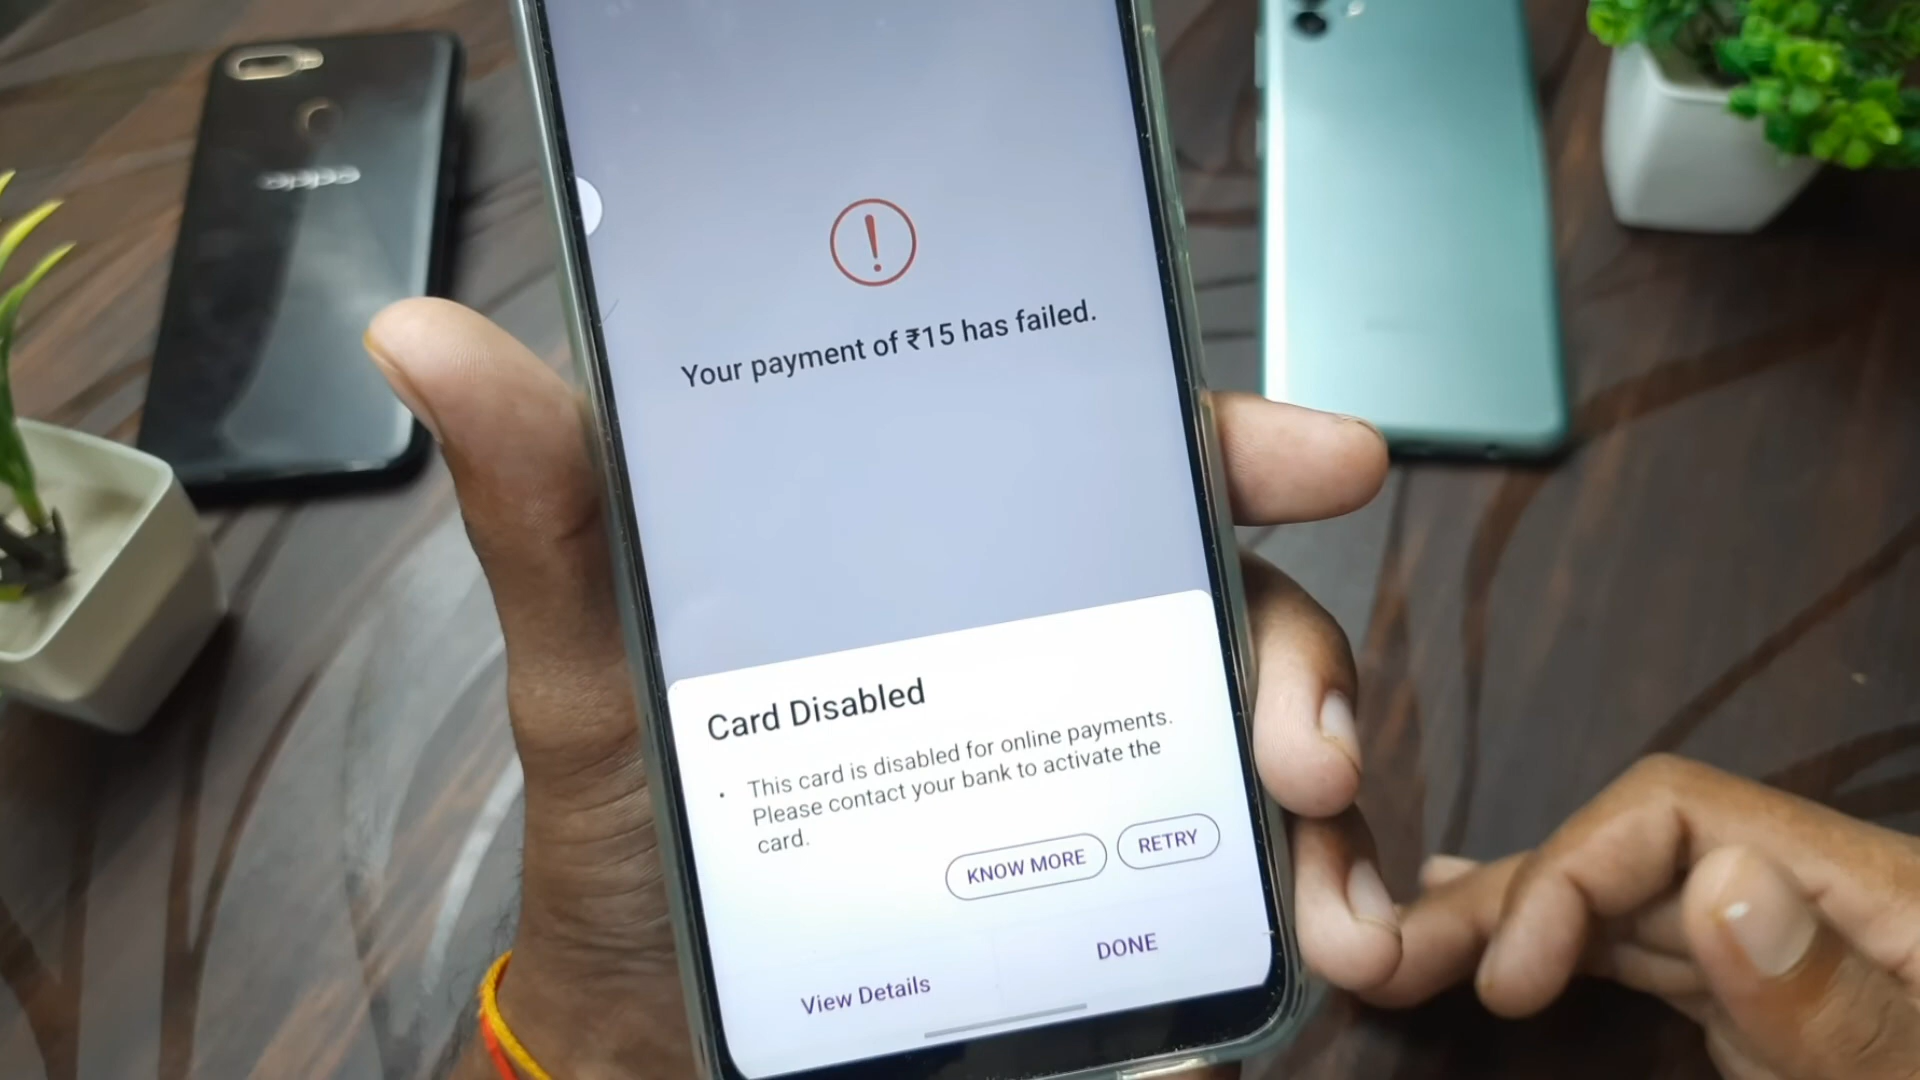 oppo
Your payment of ₹15 has failed.
Card Disabled
• This card is disabled for online payments.
Please contact your bank to activate the
card.
KNOW MORE
RETRY
View Details
DONE